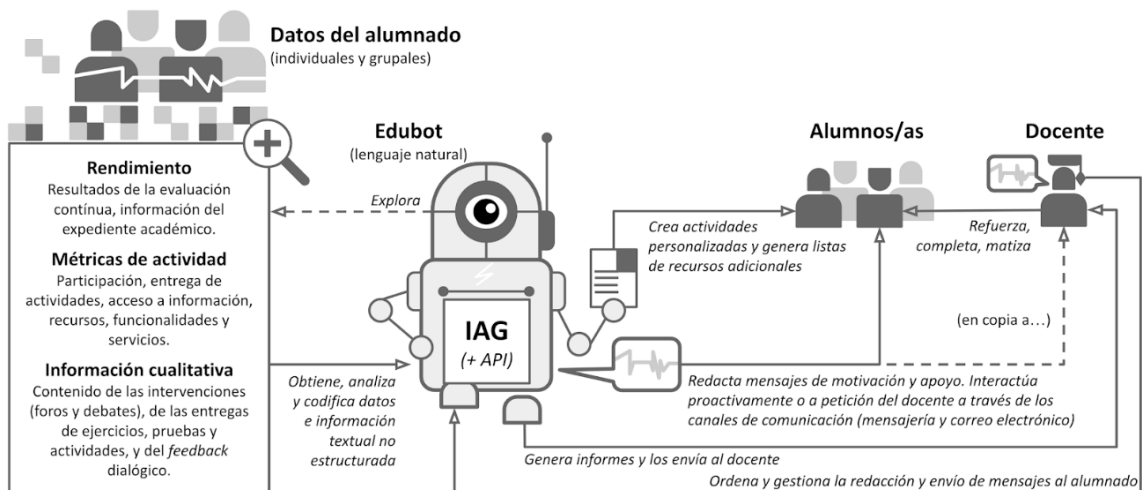 Datos del alumnado
(individuales y grupales)
Rendimiento
Resultados de la evaluación
contínua, información del
expediente académico.
Métricas de actividad
Participación, entrega de
actividades, acceso a información,
recursos, funcionalidades y
servicios.
Información cualitativa
Contenido de las intervenciones
(foros y debates), de las entregas
de ejercicios, pruebas y
actividades, y del feedback
dialógico.
Edubot
(lenguaje natural)
Explora
Obtiene, analiza
y codifica datos
e información
textual no
estructurada
IAG
(+ API)
Alumnos/as
Docente
Crea actividades
personalizadas y genera listas
de recursos adicionales
Refuerza,
completa, matiza
(en copia a…)
Redacta mensajes de motivación y apoyo. Interactúa
proactivamente o a petición del docente a través de los
canales de comunicación (mensajería y correo electrónico)
Genera informes y los envía al docente
Ordena y gestiona la redacción y envío de mensajes al alumnado